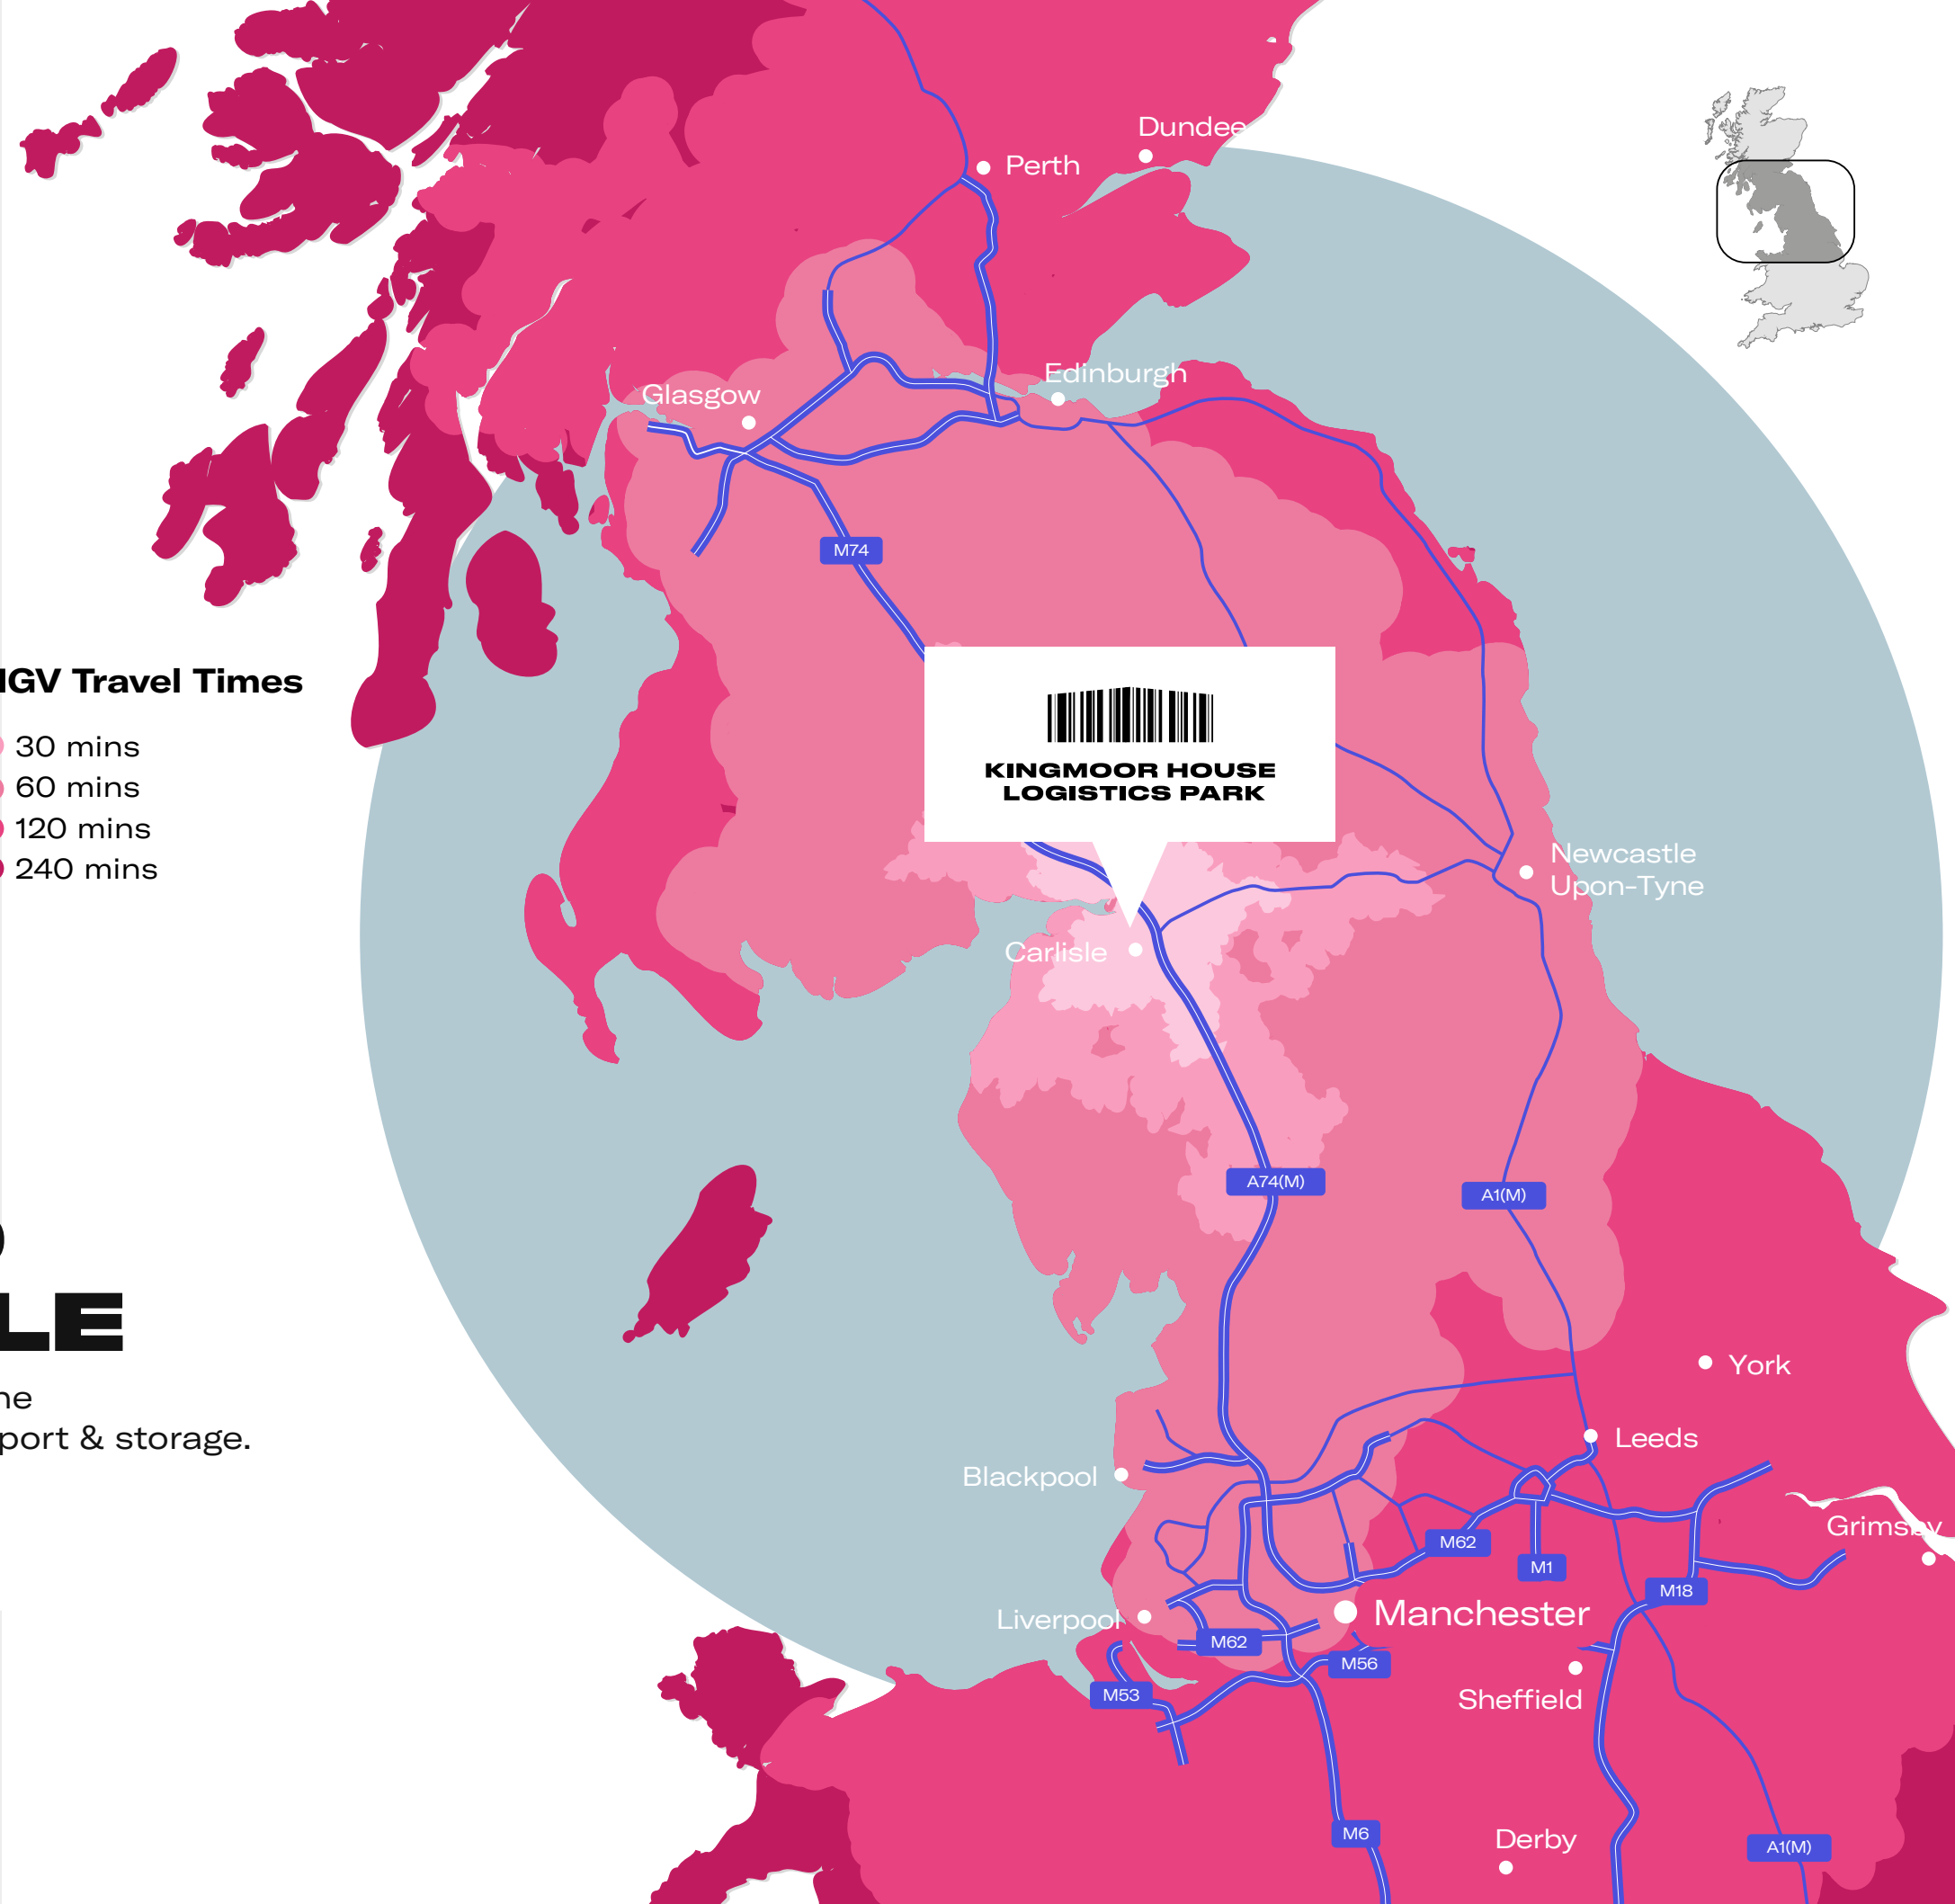 Dundee
Perth
Edinburgh
Glasgow
M74
GV Travel Times
30 mins
60 mins
120 mins
240 mins
KINGMOOR HOUSE
LOGISTICS PARK
Newcastle
Upon-Tyne
Carlisle
A74(M)
A1(M)
LE
York
port & storage.
Leeds
Blackpool
Grimsby
M62
M1
M18
Liverpool
Manchester
M62
M56
M53
Sheffield
M6
Derby
A1(M)